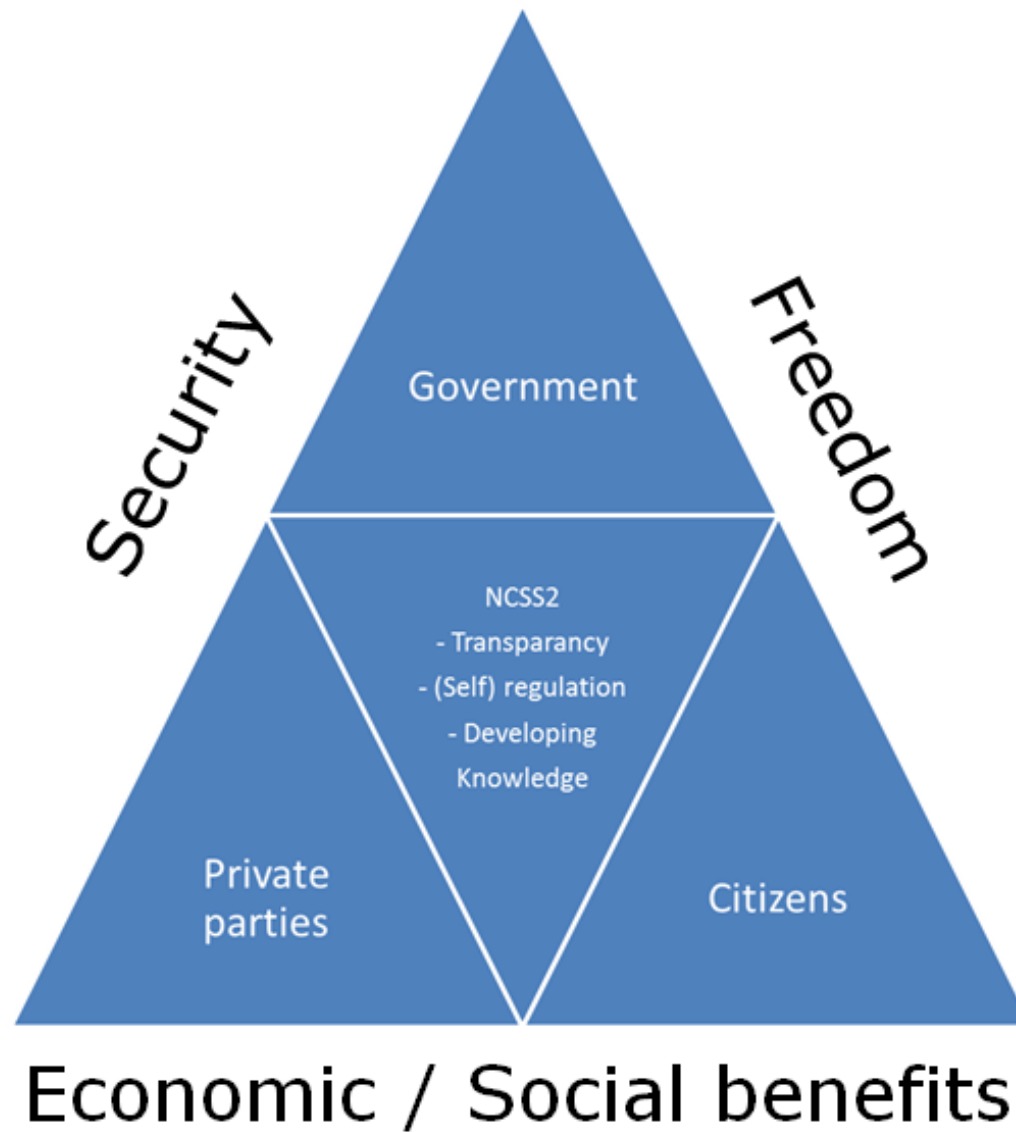 Security
Freedom
Government
NCSS2
- Transparancy
- (Self) regulation
- Developing
Knowledge
Private
parties
Citizens
Economic / Social benefits